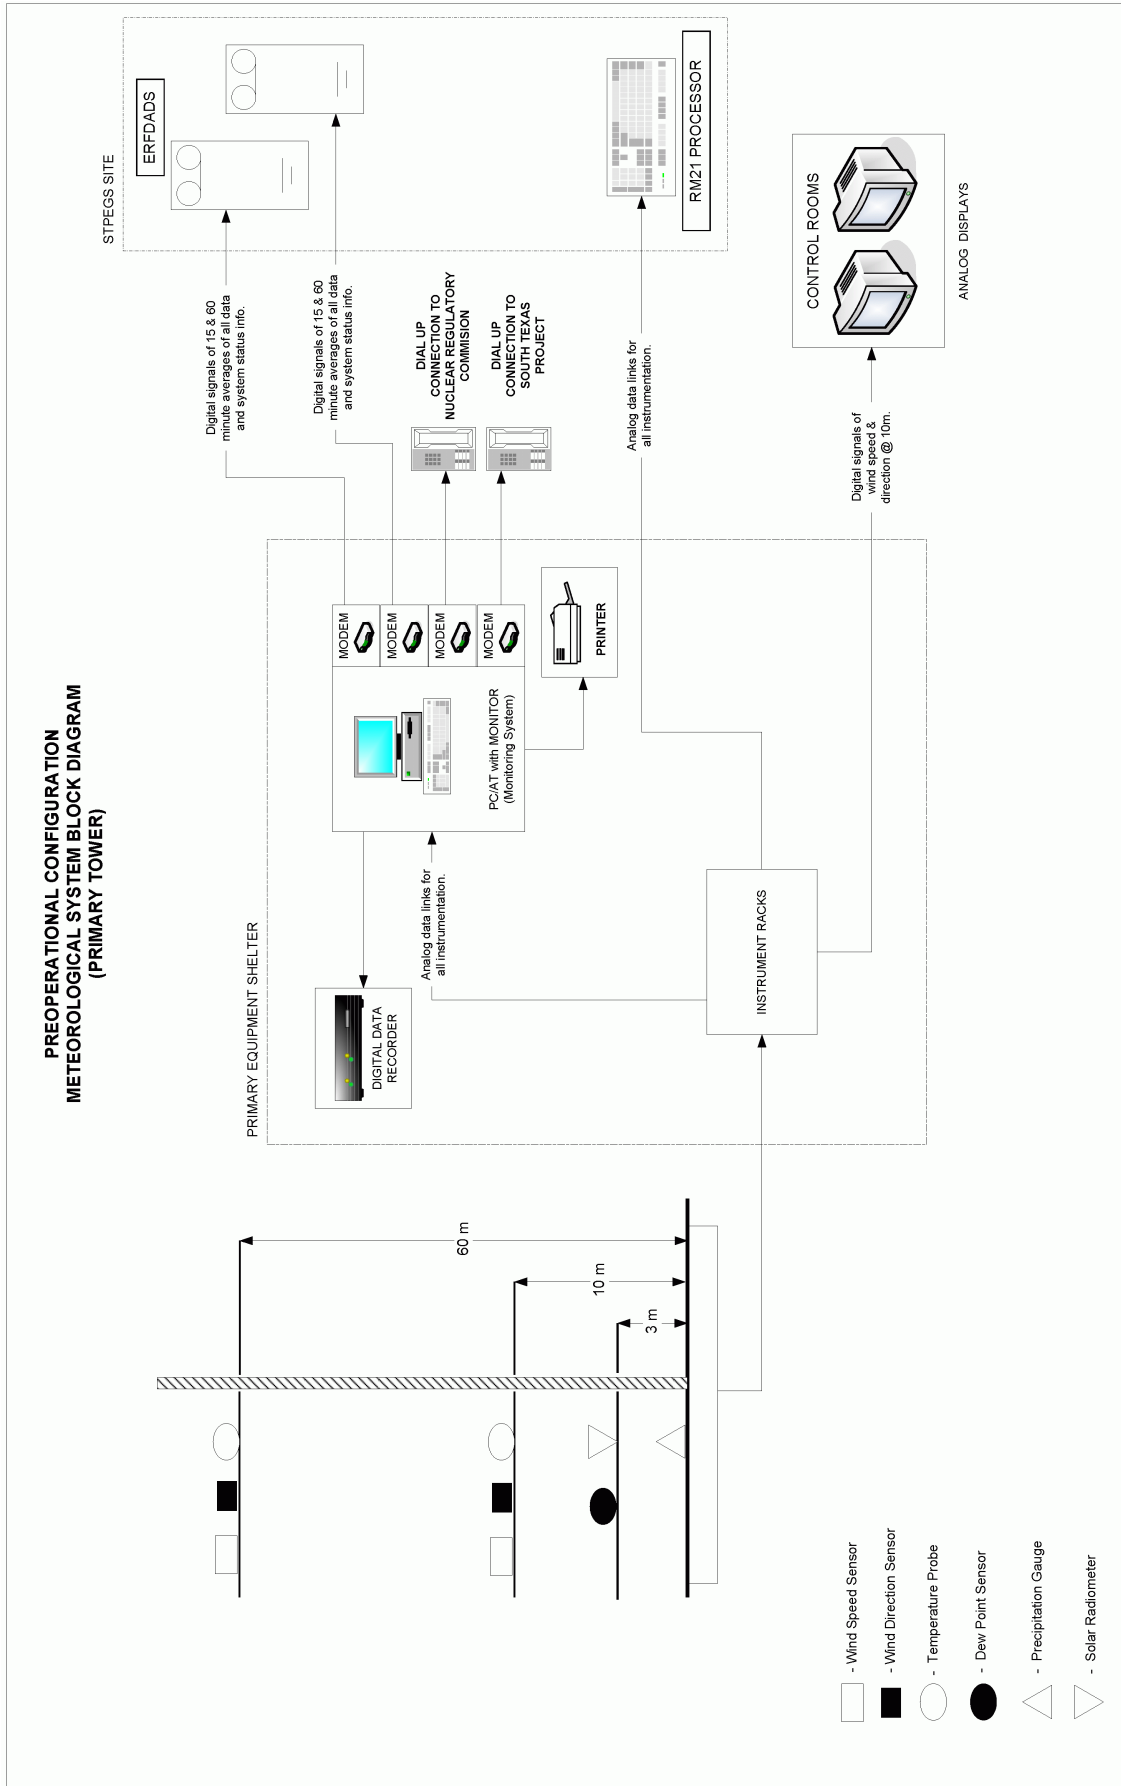 PREOPERATIONAL CONFIGURATION
METEOROLOGICAL SYSTEM BLOCK DIAGRAM
(PRIMARY TOWER)
STPEGS SITE
ERFDADS
RM21 PROCESSOR
Digital signals of 15 & 60
minute averages of all data
and system status info.
Digital signals of 15 & 60
minute averages of all data
and system status info.
DIAL UP
CONNECTION TO
NUCLEAR REGULATORY
COMMISION
DIAL UP
CONNECTION TO
SOUTH TEXAS
PROJECT
Analog data links for
all instrumentation.
CONTROL ROOMS
ANALOG DISPLAYS
Digital signals of
wind speed &
direction @ 10m.
PRIMARY EQUIPMENT SHELTER
MODEM
MODEM
MODEM
MODEM
PC/AT with MONITOR
(Monitoring System)
PRINTER
DIGITAL DATA
RECORDER
Analog data links for
all instrumentation.
INSTRUMENT RACKS
60 m
10 m
3 m
- Wind Speed Sensor
- Wind Direction Sensor
- Temperature Probe
- Dew Point Sensor
- Precipitation Gauge
- Solar Radiometer